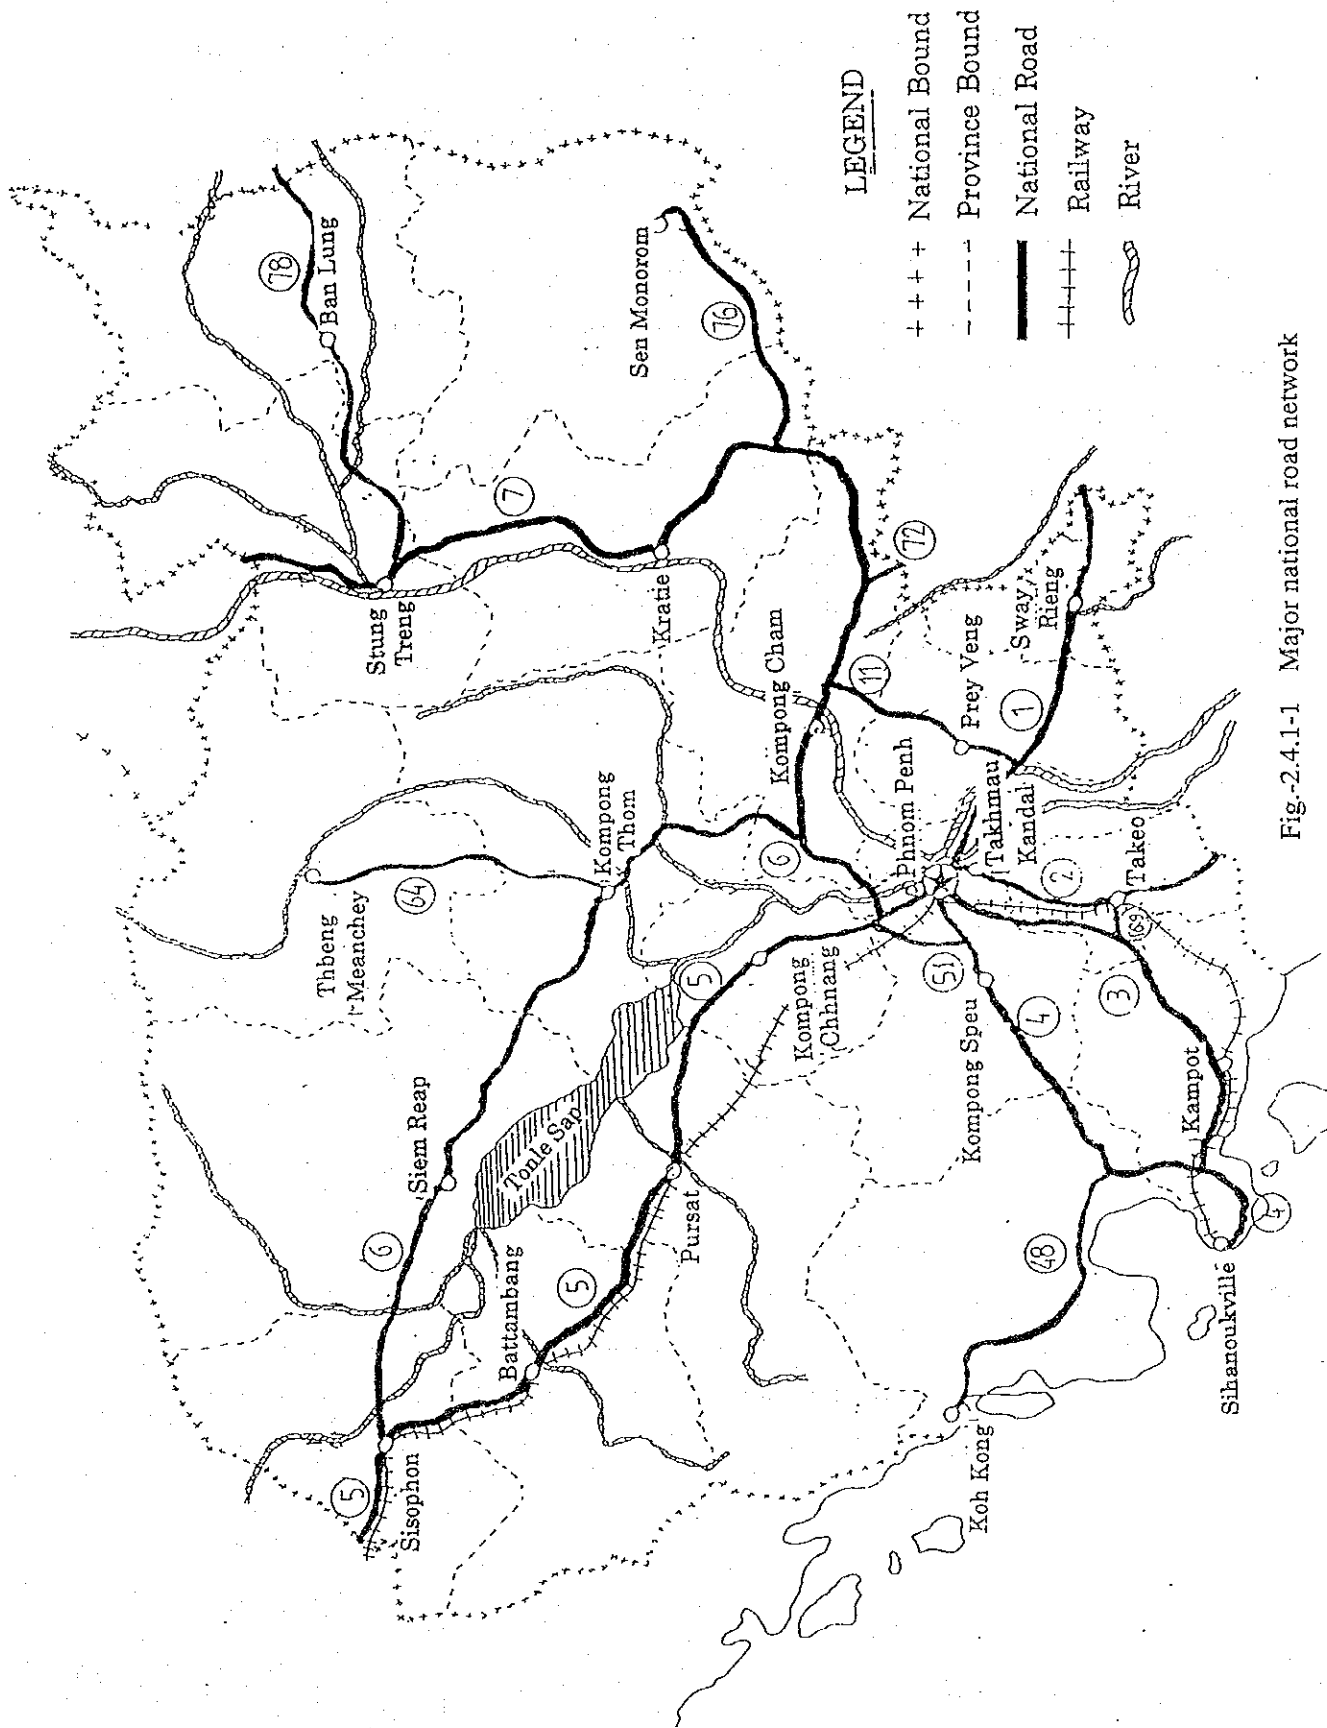 78
Ban Lung
Sen Monorom
76
7
Stung
Treng
Kratie
72
Kompong Cham
11
Prey Veng
Sway
Rieng
1
Thbeng
Meanchey
64
Kompong
Thom
6
Phnom Penh
Takhmau
Kandal
2
Takeo
169
3
Siem Reap
6
Tonle Sap
5
Kompong
Chhnang
51
Kompong Speu
4
Kampot
Pursat
5
Battambang
5
Sisophon
48
4
Sihanoukville
Koh Kong
LEGEND
National Bound
Province Bound
National Road
Railway
River
Fig.-2.4.1-1 Major national road network